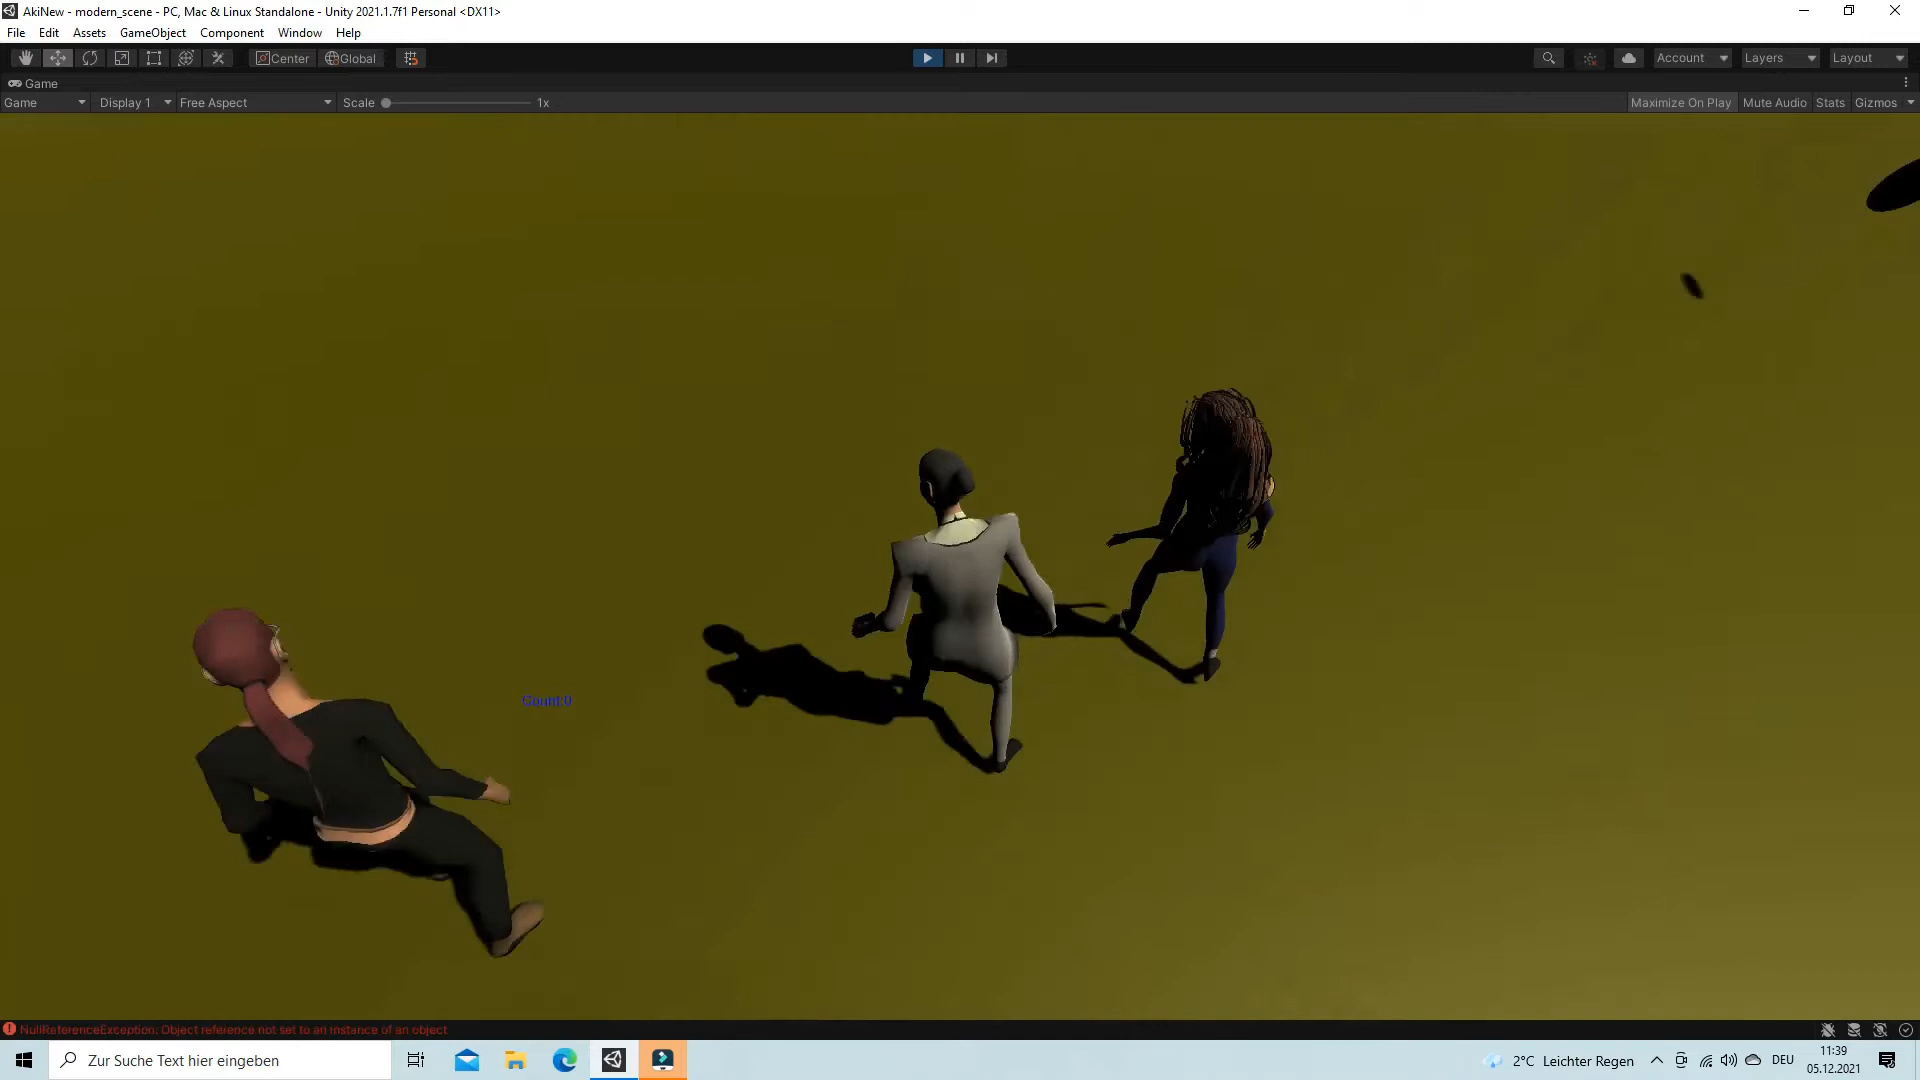 AkiNew - modern_scene - PC, Mac & Linux Standalone - Unity 2021.1.7f1 Personal <DX11>
File Edit Assets GameObject Component Window Help
Center Global Account Layers Layout
Game
Game Display 1 Free Aspect Scale 1x Maximize On Play Mute Audio Stats Gizmos
Count:0
NullReferenceException: Object reference not set to an instance of an object
Zur Suche Text hier eingeben
2°C Leichter Regen
DEU
11:39
05.12.2021